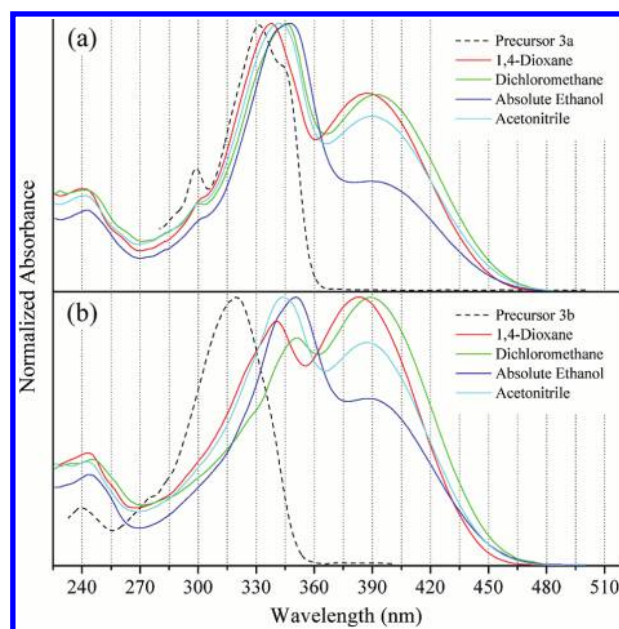 (a)
Precursor 3a
1,4-Dioxane
Dichloromethane
Absolute Ethanol
Acetonitrile
Normalized Absorbance
(b)
Precursor 3b
1,4-Dioxane
Dichloromethane
Absolute Ethanol
Acetonitrile
240 270 300 330 360 390 420 450 480 510
Wavelength (nm)